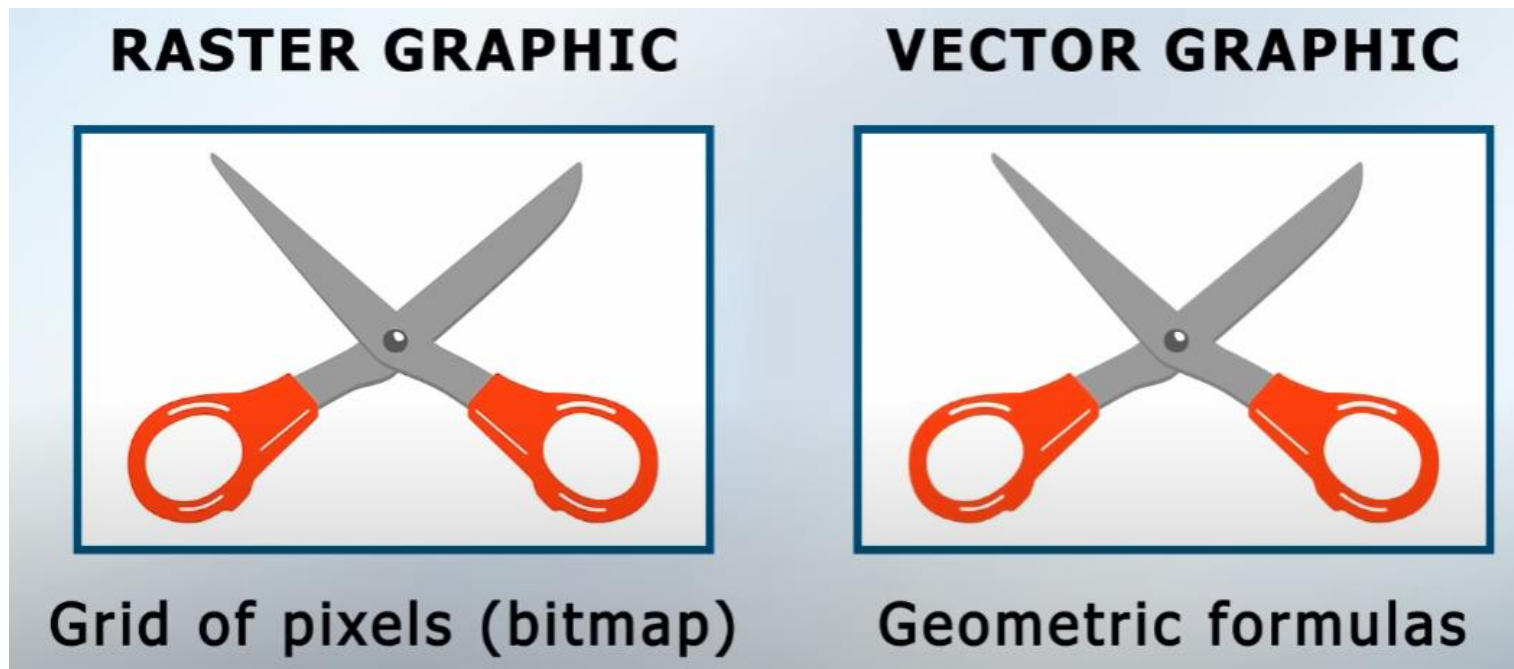 RASTER GRAPHIC
VECTOR GRAPHIC
Grid of pixels (bitmap)
Geometric formulas